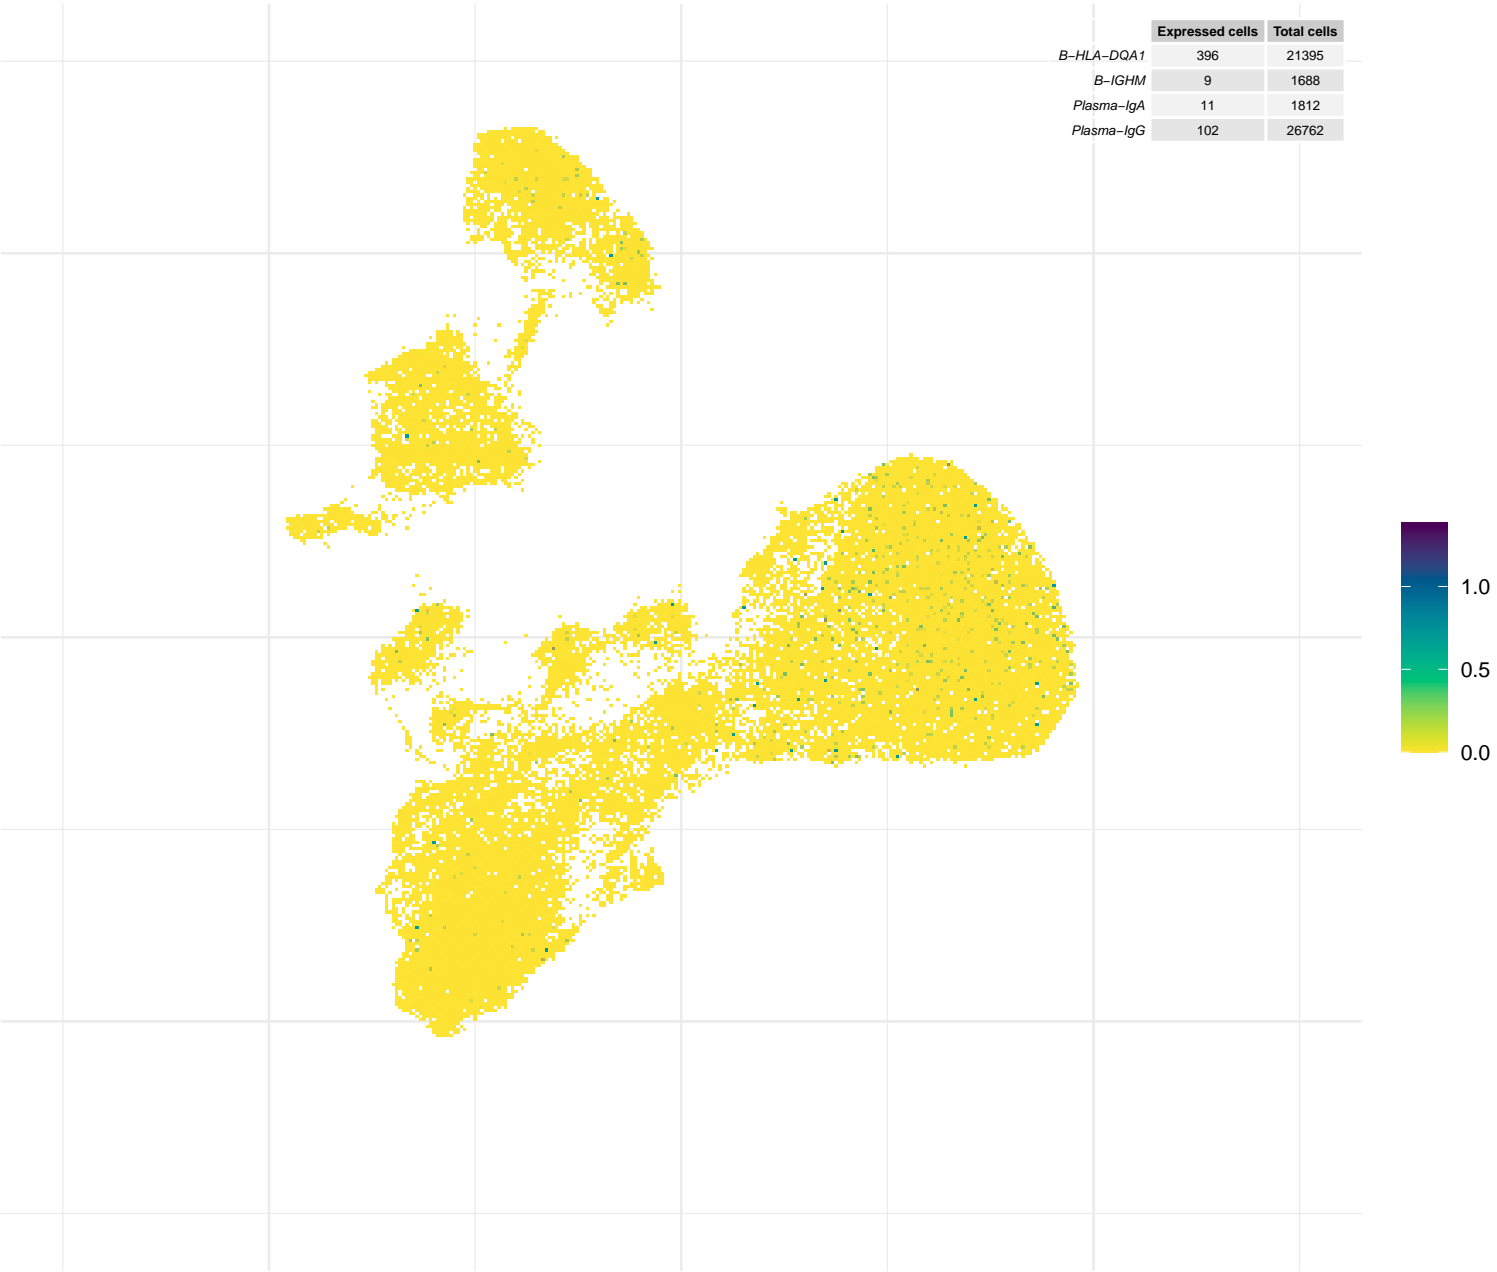 Expressed cells Total cells
B−HLA−DQA1 396 21395
B−IGHM 9 1688
Plasma−IgA 11 1812
Plasma−IgG 102 26762
1.0
0.5
0.0